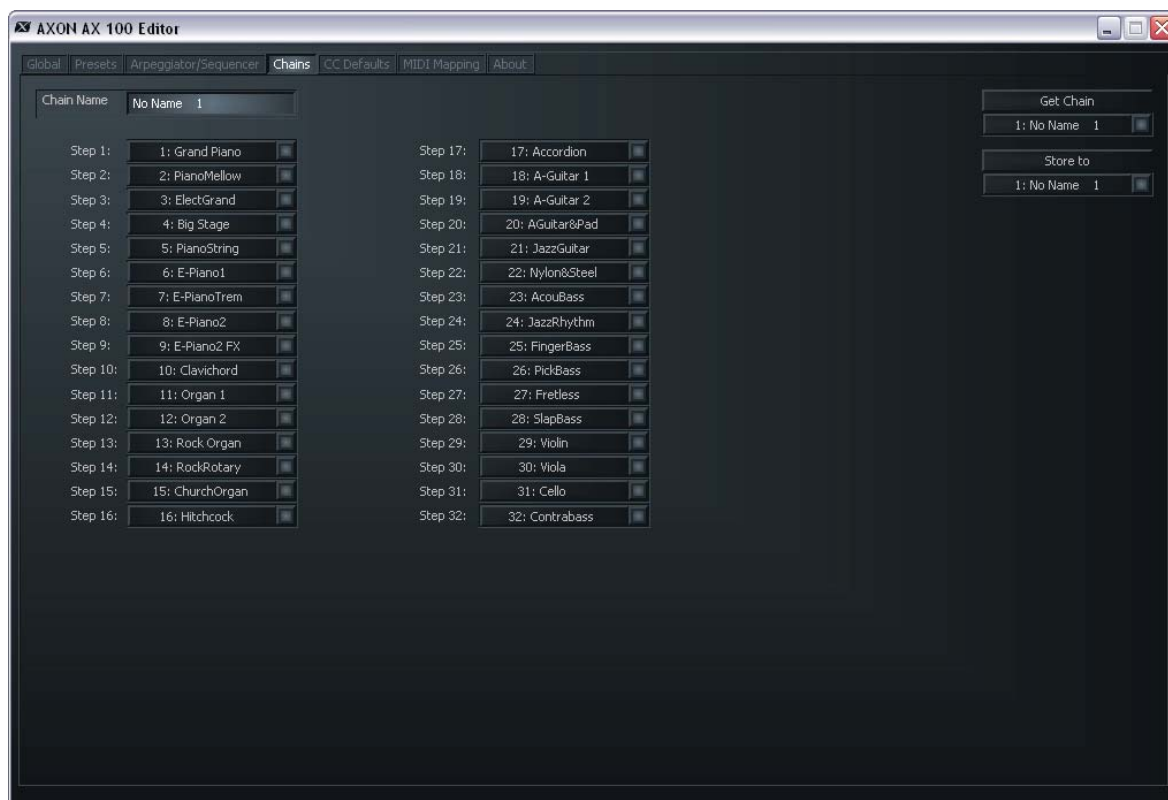 AXON AX 100 Editor
Global Presets Arpeggiator/Sequencer Chains CC Defaults MIDI Mapping About
Chain Name No Name 1
Get Chain
1: No Name 1
Store to
1: No Name 1
Step 1: 1: Grand Piano
Step 2: 2: PianoMellow
Step 3: 3: ElectGrand
Step 4: 4: Big Stage
Step 5: 5: PianoString
Step 6: 6: E-Piano1
Step 7: 7: E-PianoTrem
Step 8: 8: E-Piano2
Step 9: 9: E-Piano2 FX
Step 10: 10: Clavichord
Step 11: 11: Organ 1
Step 12: 12: Organ 2
Step 13: 13: Rock Organ
Step 14: 14: RockRotary
Step 15: 15: ChurchOrgan
Step 16: 16: Hitchcock
Step 17: 17: Accordion
Step 18: 18: A-Guitar 1
Step 19: 19: A-Guitar 2
Step 20: 20: AGuitar&Pad
Step 21: 21: JazzGuitar
Step 22: 22: Nylon&Steel
Step 23: 23: AcouBass
Step 24: 24: JazzRhythm
Step 25: 25: FingerBass
Step 26: 26: PickBass
Step 27: 27: Fretless
Step 28: 28: SlapBass
Step 29: 29: Violin
Step 30: 30: Viola
Step 31: 31: Cello
Step 32: 32: Contrabass